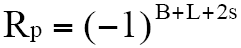 Rp = (-1)^B+L+2s